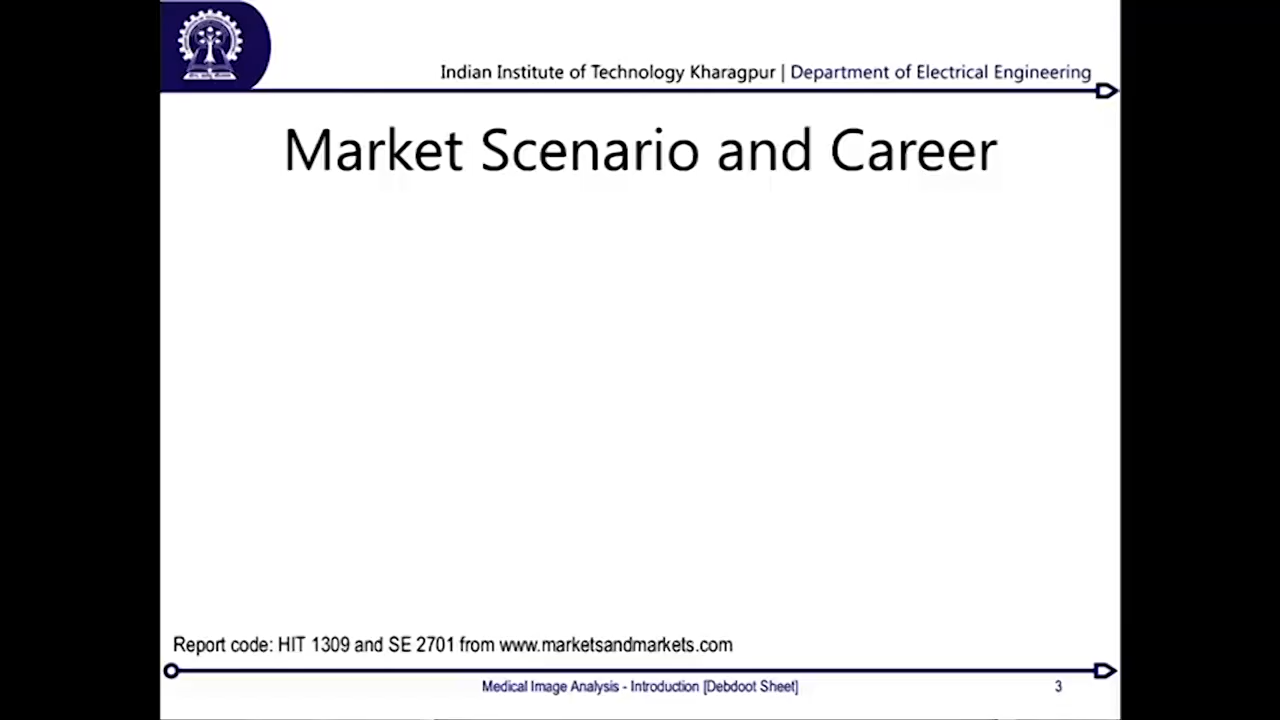 Indian Institute of Technology Kharagpur | Department of Electrical Engineering
Market Scenario and Career
Report code: HIT 1309 and SE 2701 from www.marketsandmarkets.com
Medical Image Analysis - Introduction [Debdoot Sheet]
3